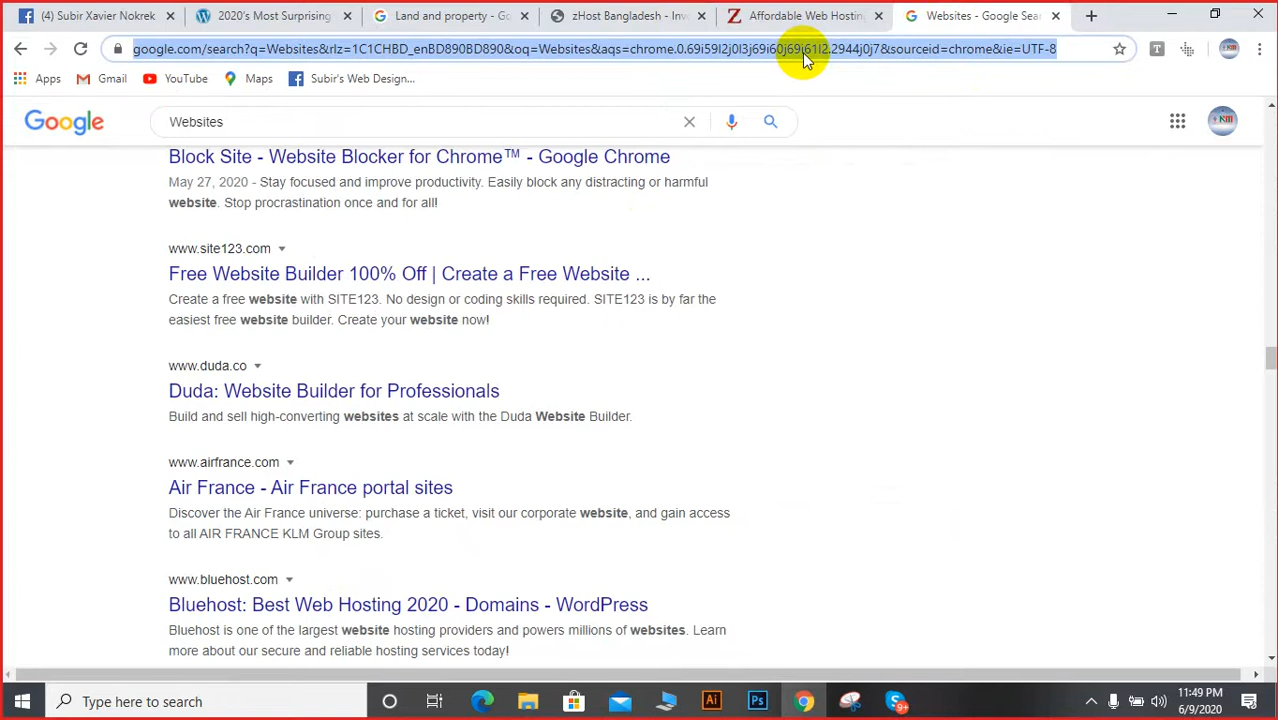 (4) Subir Xavier Nokrek
2020's Most Surprising
Land and property - Go
zHost Bangladesh - Invo
Affordable Web Hosting
Websites - Google Sear
google.com/search?q=Websites&rlz=1C1CHBD_enBD890BD890&oq=Websites&aqs=chrome.0.69i59l2j0l3j69i60j69i61l2.2944j0j7&sourceid=chrome&ie=UTF-8
Apps
Gmail
YouTube
Maps
Subir's Web Design...
Google
Websites
Block Site - Website Blocker for Chrome™ - Google Chrome
May 27, 2020 - Stay focused and improve productivity. Easily block any distracting or harmful
website. Stop procrastination once and for all!
www.site123.com
Free Website Builder 100% Off | Create a Free Website ...
Create a free website with SITE123. No design or coding skills required. SITE123 is by far the
easiest free website builder. Create your website now!
www.duda.co
Duda: Website Builder for Professionals
Build and sell high-converting websites at scale with the Duda Website Builder.
www.airfrance.com
Air France - Air France portal sites
Discover the Air France universe: purchase a ticket, visit our corporate website, and gain access
to all AIR FRANCE KLM Group sites.
www.bluehost.com
Bluehost: Best Web Hosting 2020 - Domains - WordPress
Bluehost is one of the largest website hosting providers and powers millions of websites. Learn
more about our secure and reliable hosting services today!
Type here to search
Ai
Ps
9+
11:49 PM
6/9/2020